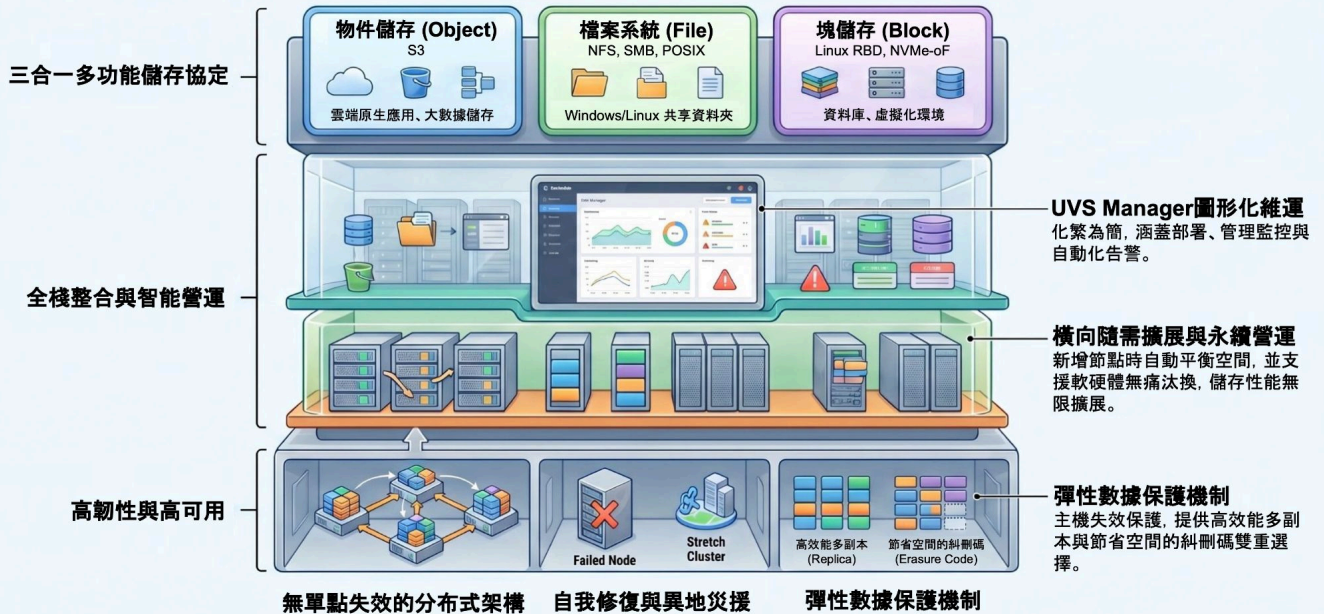 三合一多功能儲存協定
物件儲存 (Object)
S3
雲端原生應用、大數據儲存
檔案系統 (File)
NFS, SMB, POSIX
Windows/Linux 共享資料夾
塊儲存 (Block)
Linux RBD, NVMe-oF
資料庫、虛擬化環境
全棧整合與智能營運
UVS Manager圖形化維運
化繁為簡, 涵蓋部署、管理監控與
自動化告警。
橫向隨需擴展與永續營運
新增節點時自動平衡空間, 並支
援軟硬體無痛汰換, 儲存性能無
限擴展。
高韌性與高可用
Failed Node
Stretch
Cluster
高效能多副本
(Replica)
節省空間的糾刪碼
(Erasure Code)
彈性數據保護機制
主機失效保護, 提供高效能多副
本與節省空間的糾刪碼雙重選
擇。
無單點失效的分布式架構
自我修復與異地災援
彈性數據保護機制